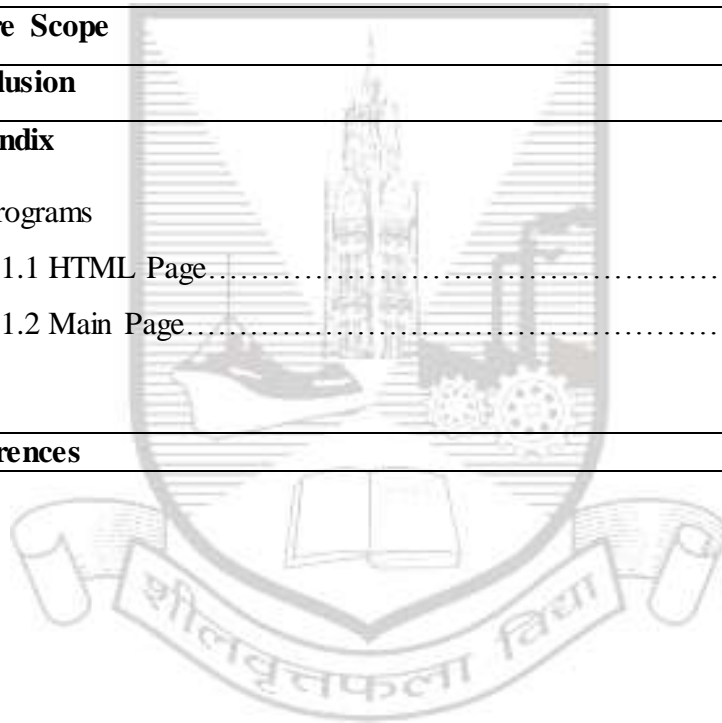 re Scope
lusion
ndix
rograms
1.1 HTML Page......................................................
1.2 Main Page........................................................
rences
शीलवृत्तफला विद्या